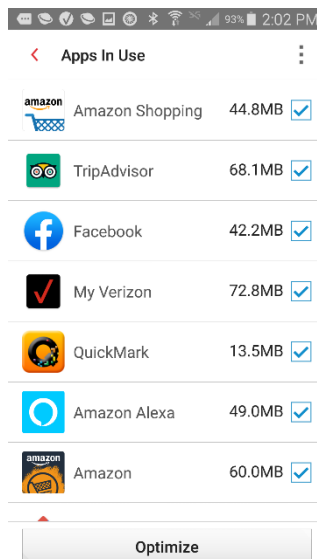 93% 2:02 PM
Apps In Use
amazon
Amazon Shopping 44.8MB
TripAdvisor 68.1MB
Facebook 42.2MB
My Verizon 72.8MB
QuickMark 13.5MB
Amazon Alexa 49.0MB
amazon
Amazon 60.0MB
Optimize